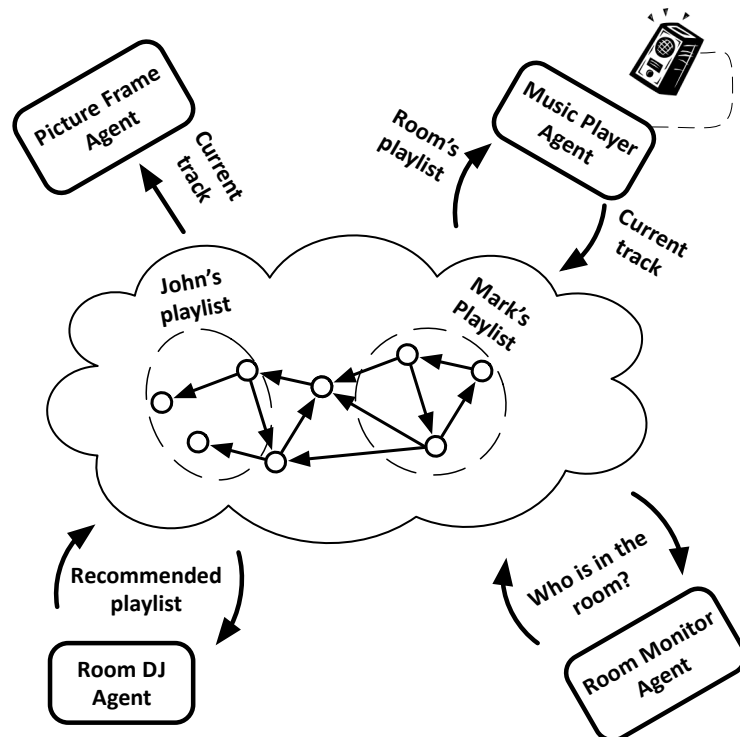 Picture Frame
Agent
Current
track
Music Player
Agent
Room's
playlist
Current
track
John's
playlist
Mark's
Playlist
Recommended
playlist
Room DJ
Agent
Who is in the
room?
Room Monitor
Agent